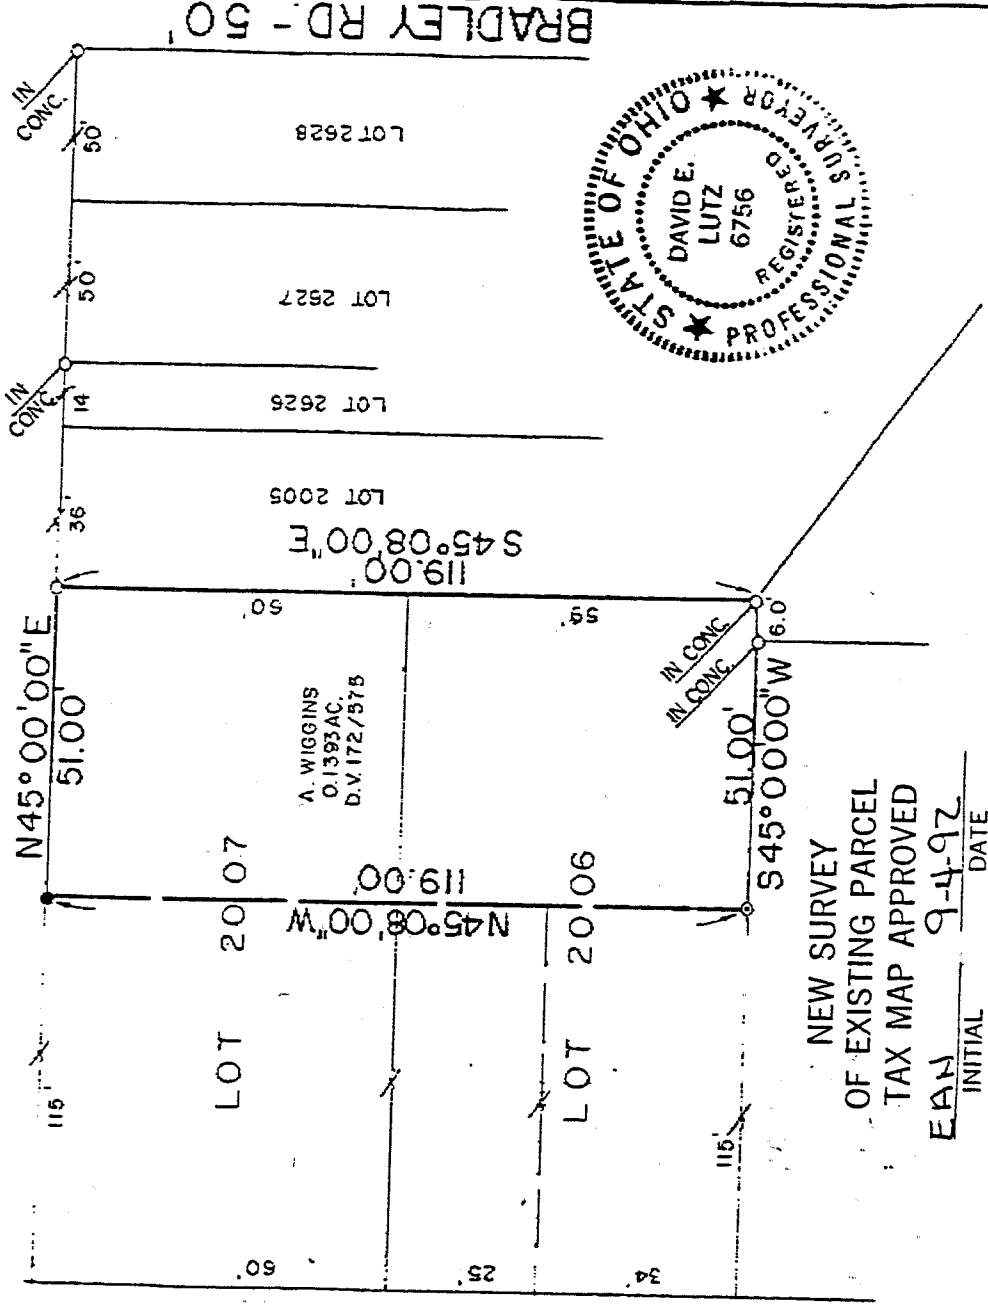 BRADLEY RD. - 50'
IN
CONC.
50'
LOT 2628
50'
LOT 2627
IN
CONC.
14
LOT 2626
36'
LOT 2005
S45°08'00"E
119.00'
60'
59'
N45°00'00"E
51.00'
A. WIGGINS
0.1393 AC.
D.V. 172/575
IN CONC.
IN CONC.
6.0'
51.00'
S45°00'00"W
119.00'
N45°08'00"W
LOT 2007
LOT 2006
115'
115'
60'
25'
34'
STATE OF OHIO
DAVID E.
LUTZ
6756
REGISTERED
PROFESSIONAL SURVEYOR
NEW SURVEY
OF EXISTING PARCEL
TAX MAP APPROVED
EAN 9-4-92
INITIAL DATE